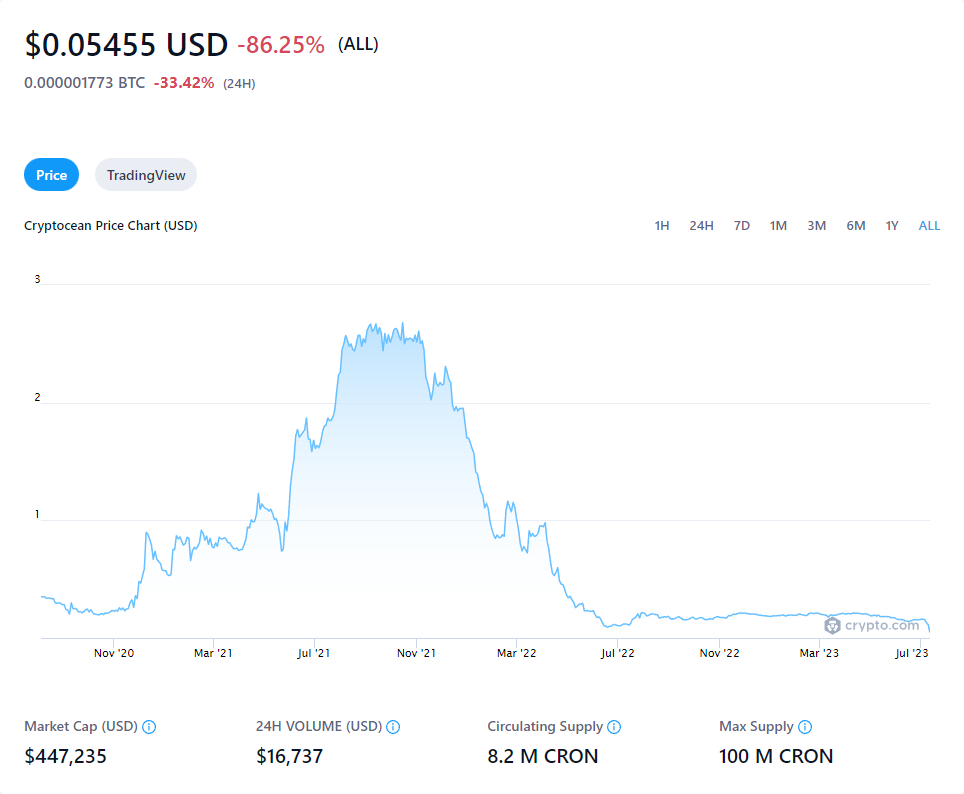 $0.05455 USD -86.25% (ALL)
0.000001773 BTC -33.42% (24H)
Price TradingView
Cryptocean Price Chart (USD) 1H 24H 7D 1M 3M 6M 1Y ALL
3
2
1
crypto.com
Nov '20 Mar '21 Jul '21 Nov '21 Mar '22 Jul '22 Nov '22 Mar '23 Jul '23
Market Cap (USD) 24H VOLUME (USD) Circulating Supply Max Supply
$447,235 $16,737 8.2 M CRON 100 M CRON